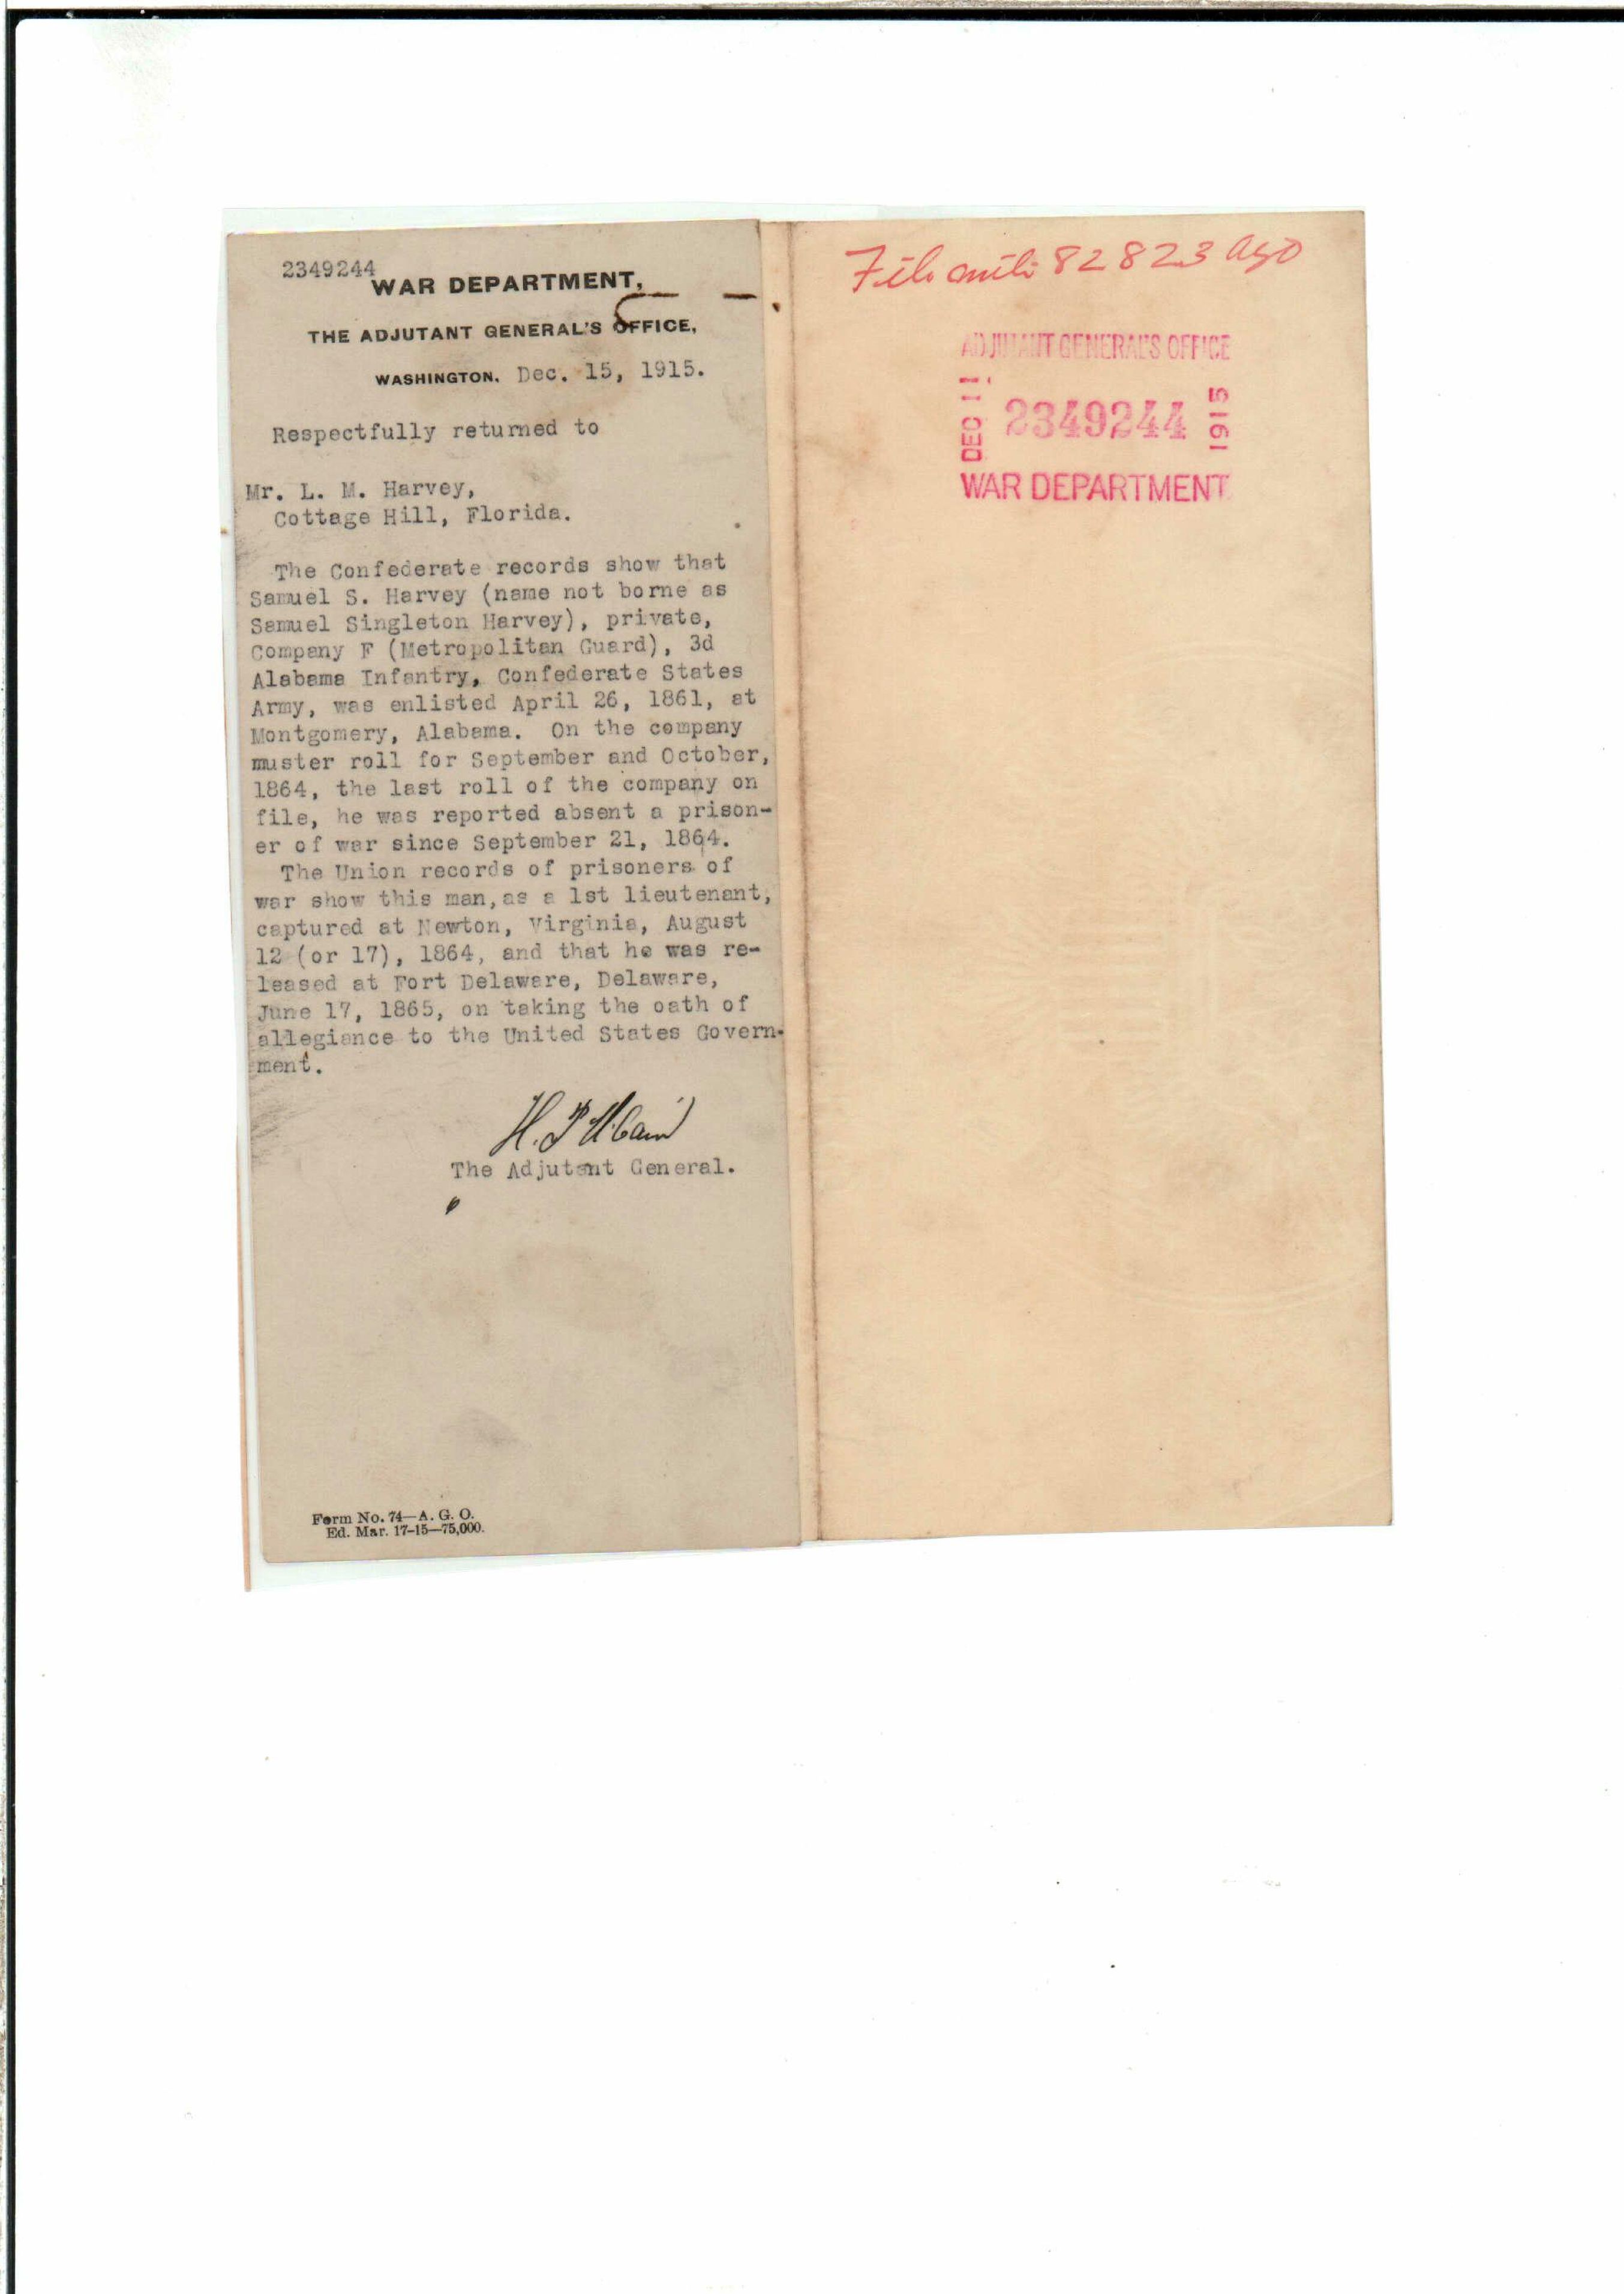 2349244
WAR DEPARTMENT,
THE ADJUTANT GENERAL'S OFFICE,
WASHINGTON, Dec. 15, 1915.
Respectfully returned to
Mr. L. M. Harvey,
Cottage Hill, Florida.
The Confederate records show that
Samuel S. Harvey (name not borne as
Samuel Singleton Harvey), private,
Company F (Metropolitan Guard), 3d
Alabama Infantry, Confederate States
Army, was enlisted April 26, 1861, at
Montgomery, Alabama. On the company
muster roll for September and October,
1864, the last roll of the company on
file, he was reported absent a prison-
er of war since September 21, 1864.
The Union records of prisoners of
war show this man, as a 1st lieutenant,
captured at Newton, Virginia, August
12 (or 17), 1864, and that he was re-
leased at Fort Delaware, Delaware,
June 17, 1865, on taking the oath of
allegiance to the United States Govern-
ment.
The Adjutant General.
Form No. 74—A. G. O.
Ed. Mar. 17-15—75,000.
File 82823 AGO
ADJUTANT GENERAL'S OFFICE
DEC 11 2349244 1915
WAR DEPARTMENT